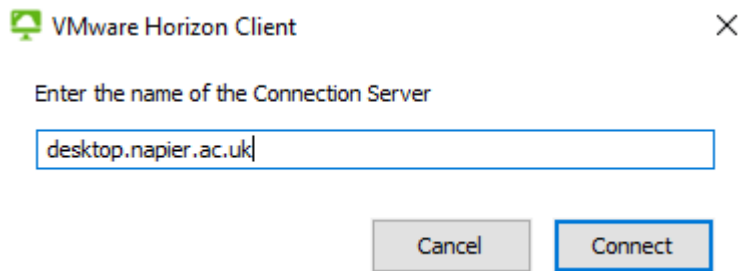 VMware Horizon Client
Enter the name of the Connection Server
desktop.napier.ac.uk
Cancel Connect